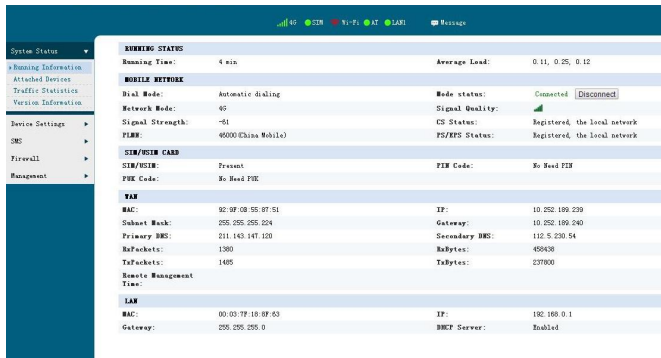 4G SIM Wi-Fi AT LAN1 Message
System Status
Running Information
Attached Devices
Traffic Statistics
Version Information
Device Settings
SMS
Firewall
Management
RUNNING STATUS
Running Time: 4 min Average Load: 0.11, 0.25, 0.12
MOBILE NETWORK
Dial Mode: Automatic dialing Mode status: Connected Disconnect
Network Mode: 4G Signal Quality:
Signal Strength: -61 CS Status: Registered, the local network
PLMN: 46000(China Mobile) PS/EPS Status: Registered, the local network
SIM/USIM CARD
SIM/USIM: Present PIN Code: No Need PIN
PUK Code: No Need PUK
WAN
MAC: 92:9F:0B:55:87:51 IP: 10.252.189.239
Subnet Mask: 255.255.255.224 Gateway: 10.252.189.240
Primary DNS: 211.143.147.120 Secondary DNS: 112.5.230.54
RxPackets: 1380 RxBytes: 458438
TxPackets: 1485 TxBytes: 237800
Remote Management
Time:
LAN
MAC: 00:03:7F:18:8F:63 IP: 192.168.0.1
Gateway: 255.255.255.0 DHCP Server: Enabled